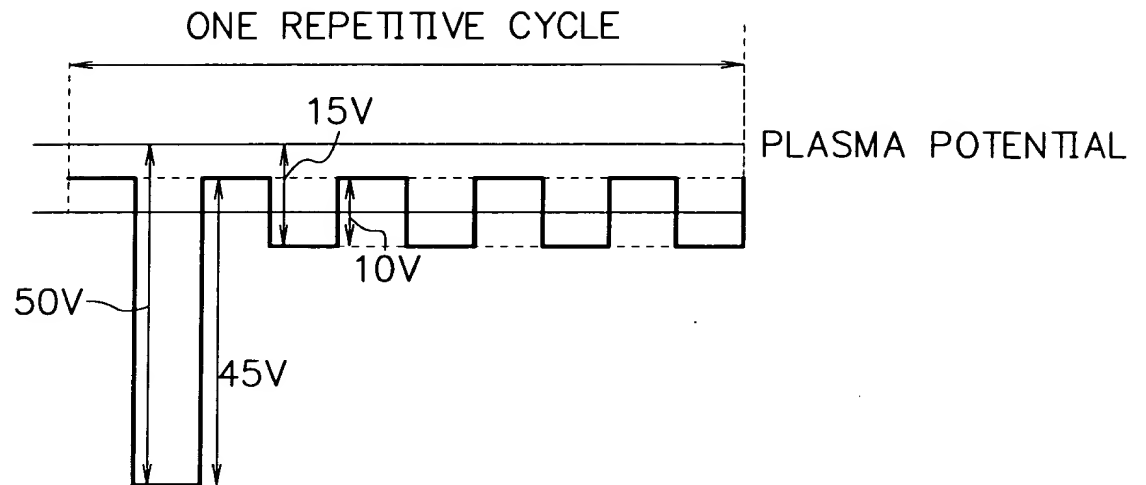 ONE REPETITIVE CYCLE
15V
PLASMA POTENTIAL
10V
50V
45V